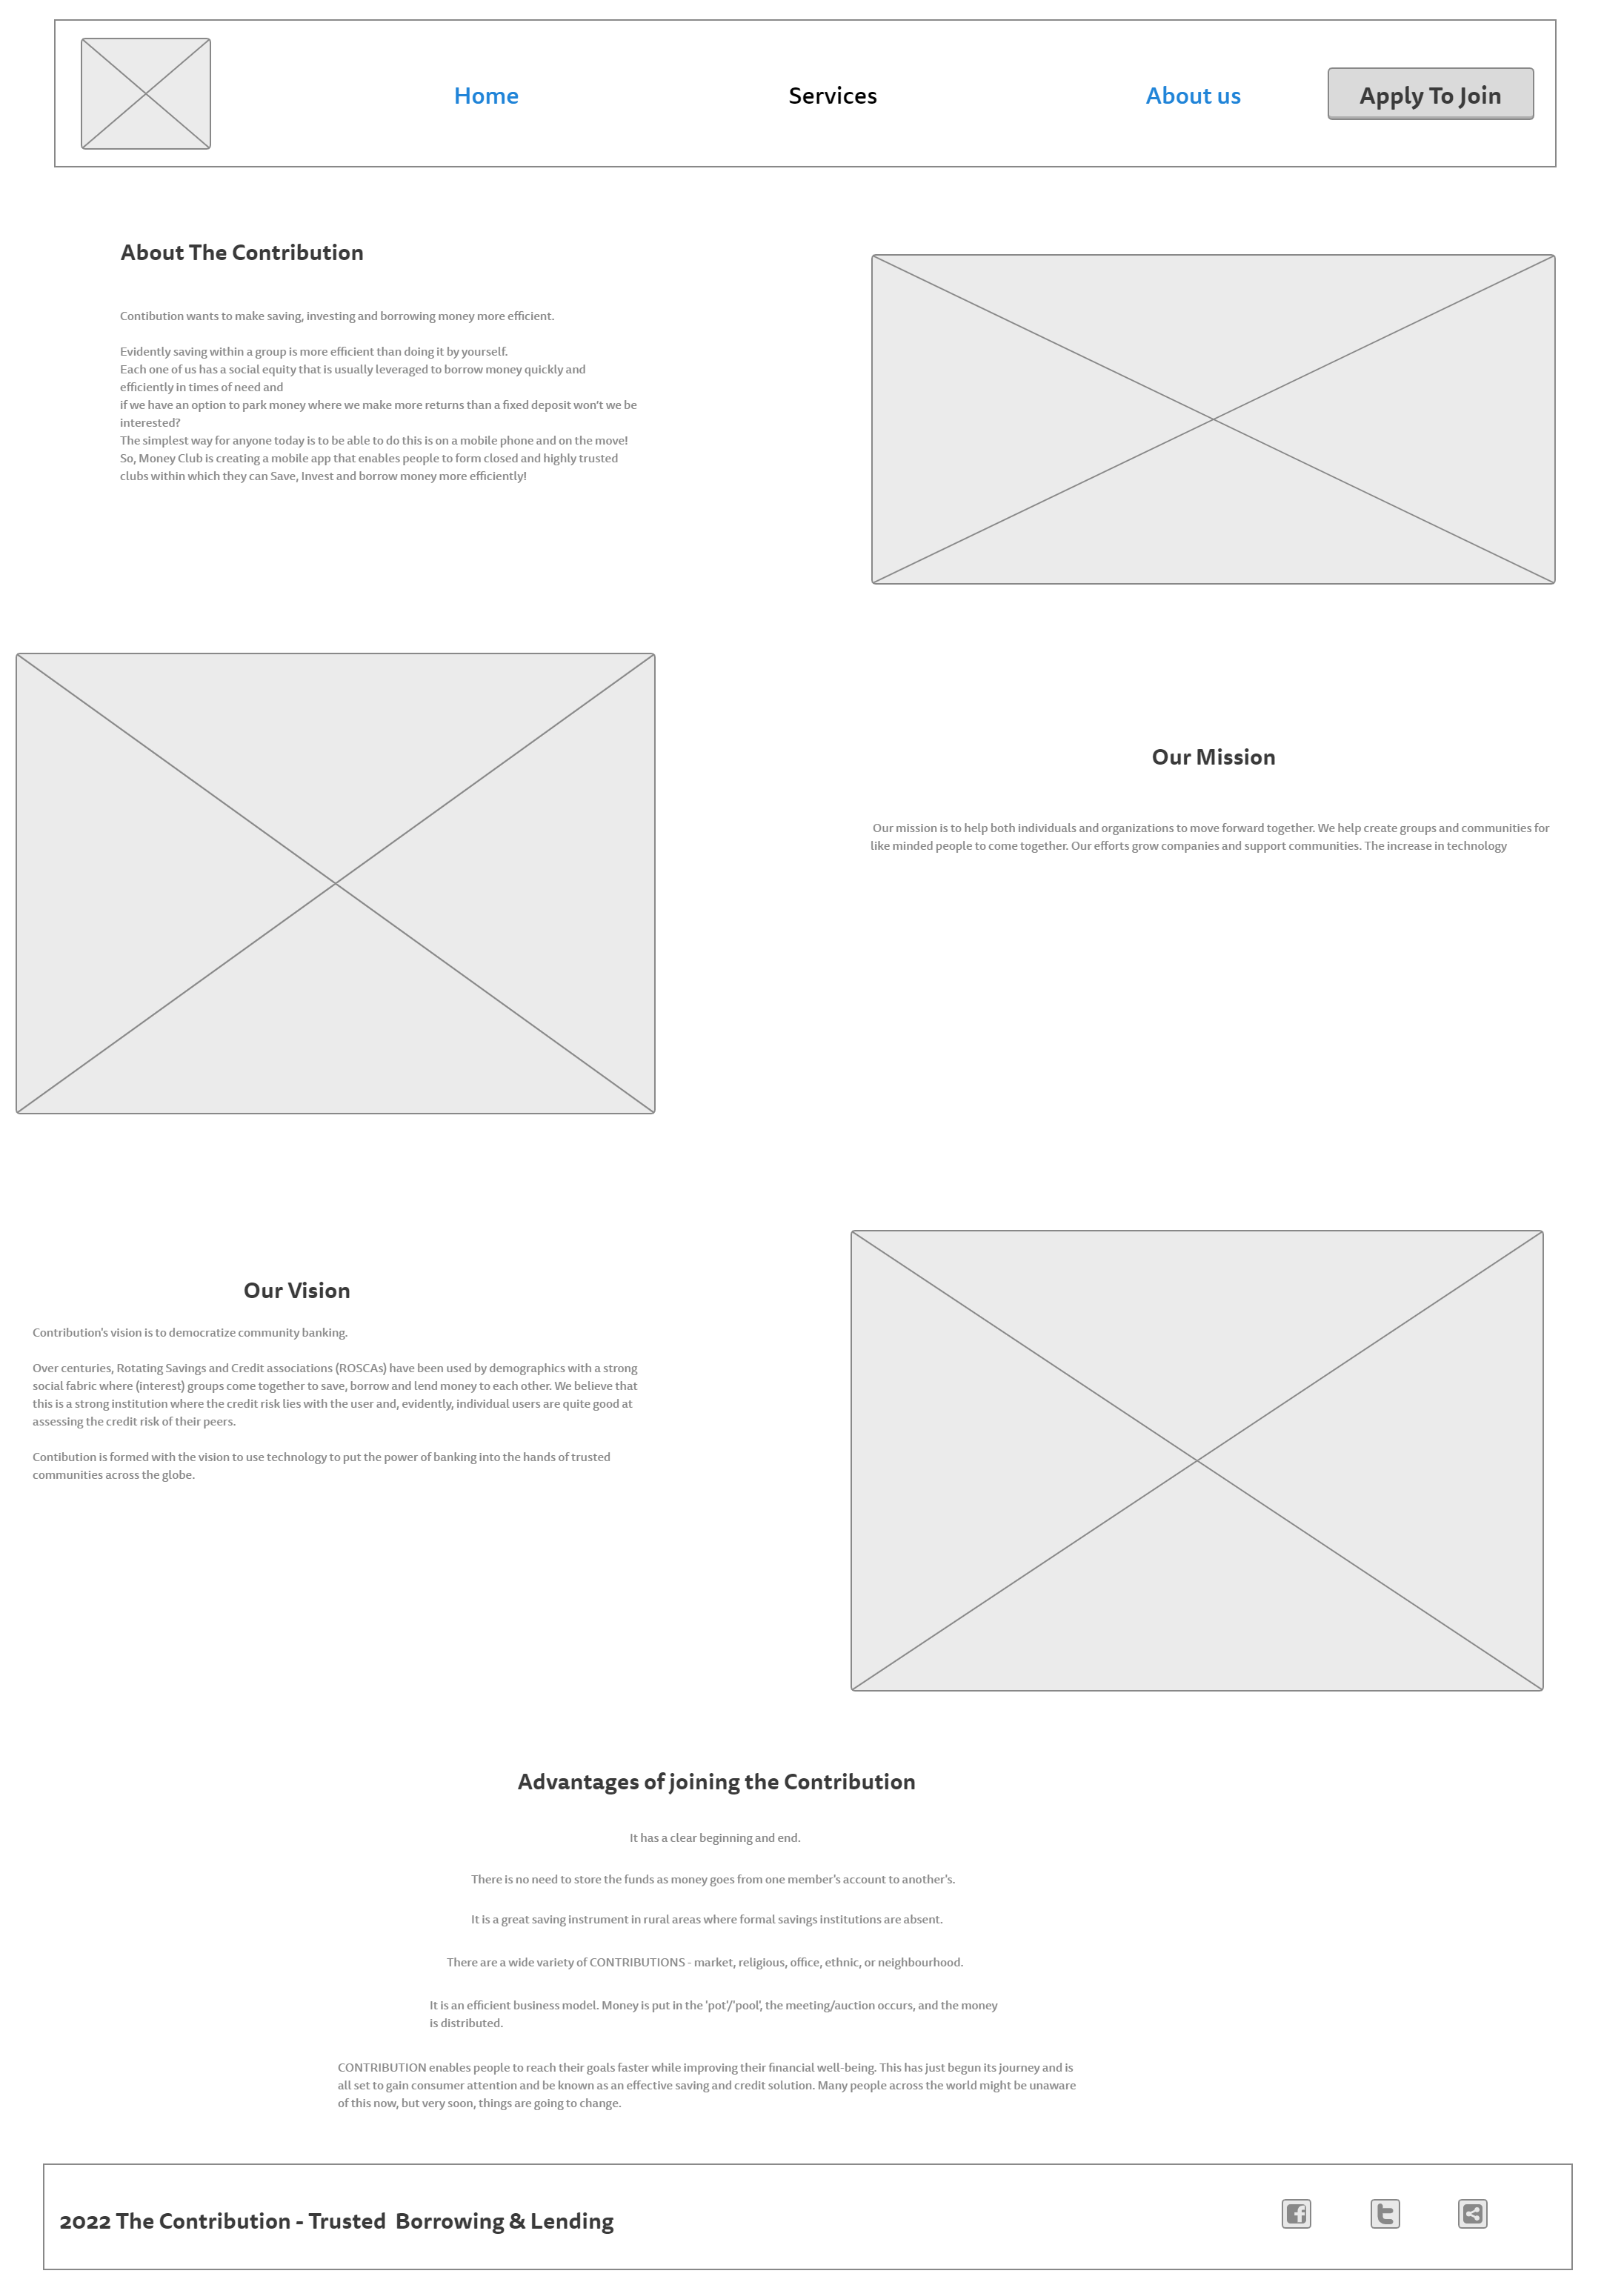 Home
Services
About us
Apply To Join
About The Contribution
Contibution wants to make saving, investing and borrowing money more efficient.
Evidently saving within a group is more efficient than doing it by yourself.
Each one of us has a social equity that is usually leveraged to borrow money quickly and
efficiently in times of need and
if we have an option to park money where we make more returns than a fixed deposit won't we be
interested?
The simplest way for anyone today is to be able to do this is on a mobile phone and on the move!
So, Money Club is creating a mobile app that enables people to form closed and highly trusted
clubs within which they can Save, Invest and borrow money more efficiently!
Our Mission
Our mission is to help both individuals and organizations to move forward together. We help create groups and communities for
like minded people to come together. Our efforts grow companies and support communities. The increase in technology
Our Vision
Contribution's vision is to democratize community banking.
Over centuries, Rotating Savings and Credit associations (ROSCAs) have been used by demographics with a strong
social fabric where (interest) groups come together to save, borrow and lend money to each other. We believe that
this is a strong institution where the credit risk lies with the user and, evidently, individual users are quite good at
assessing the credit risk of their peers.
Contibution is formed with the vision to use technology to put the power of banking into the hands of trusted
communities across the globe.
Advantages of joining the Contribution
It has a clear beginning and end.
There is no need to store the funds as money goes from one member's account to another's.
It is a great saving instrument in rural areas where formal savings institutions are absent.
There are a wide variety of CONTRIBUTIONS - market, religious, office, ethnic, or neighbourhood.
It is an efficient business model. Money is put in the 'pot'/'pool', the meeting/auction occurs, and the money
is distributed.
CONTRIBUTION enables people to reach their goals faster while improving their financial well-being. This has just begun its journey and is
all set to gain consumer attention and be known as an effective saving and credit solution. Many people across the world might be unaware
of this now, but very soon, things are going to change.
2022 The Contribution - Trusted Borrowing & Lending